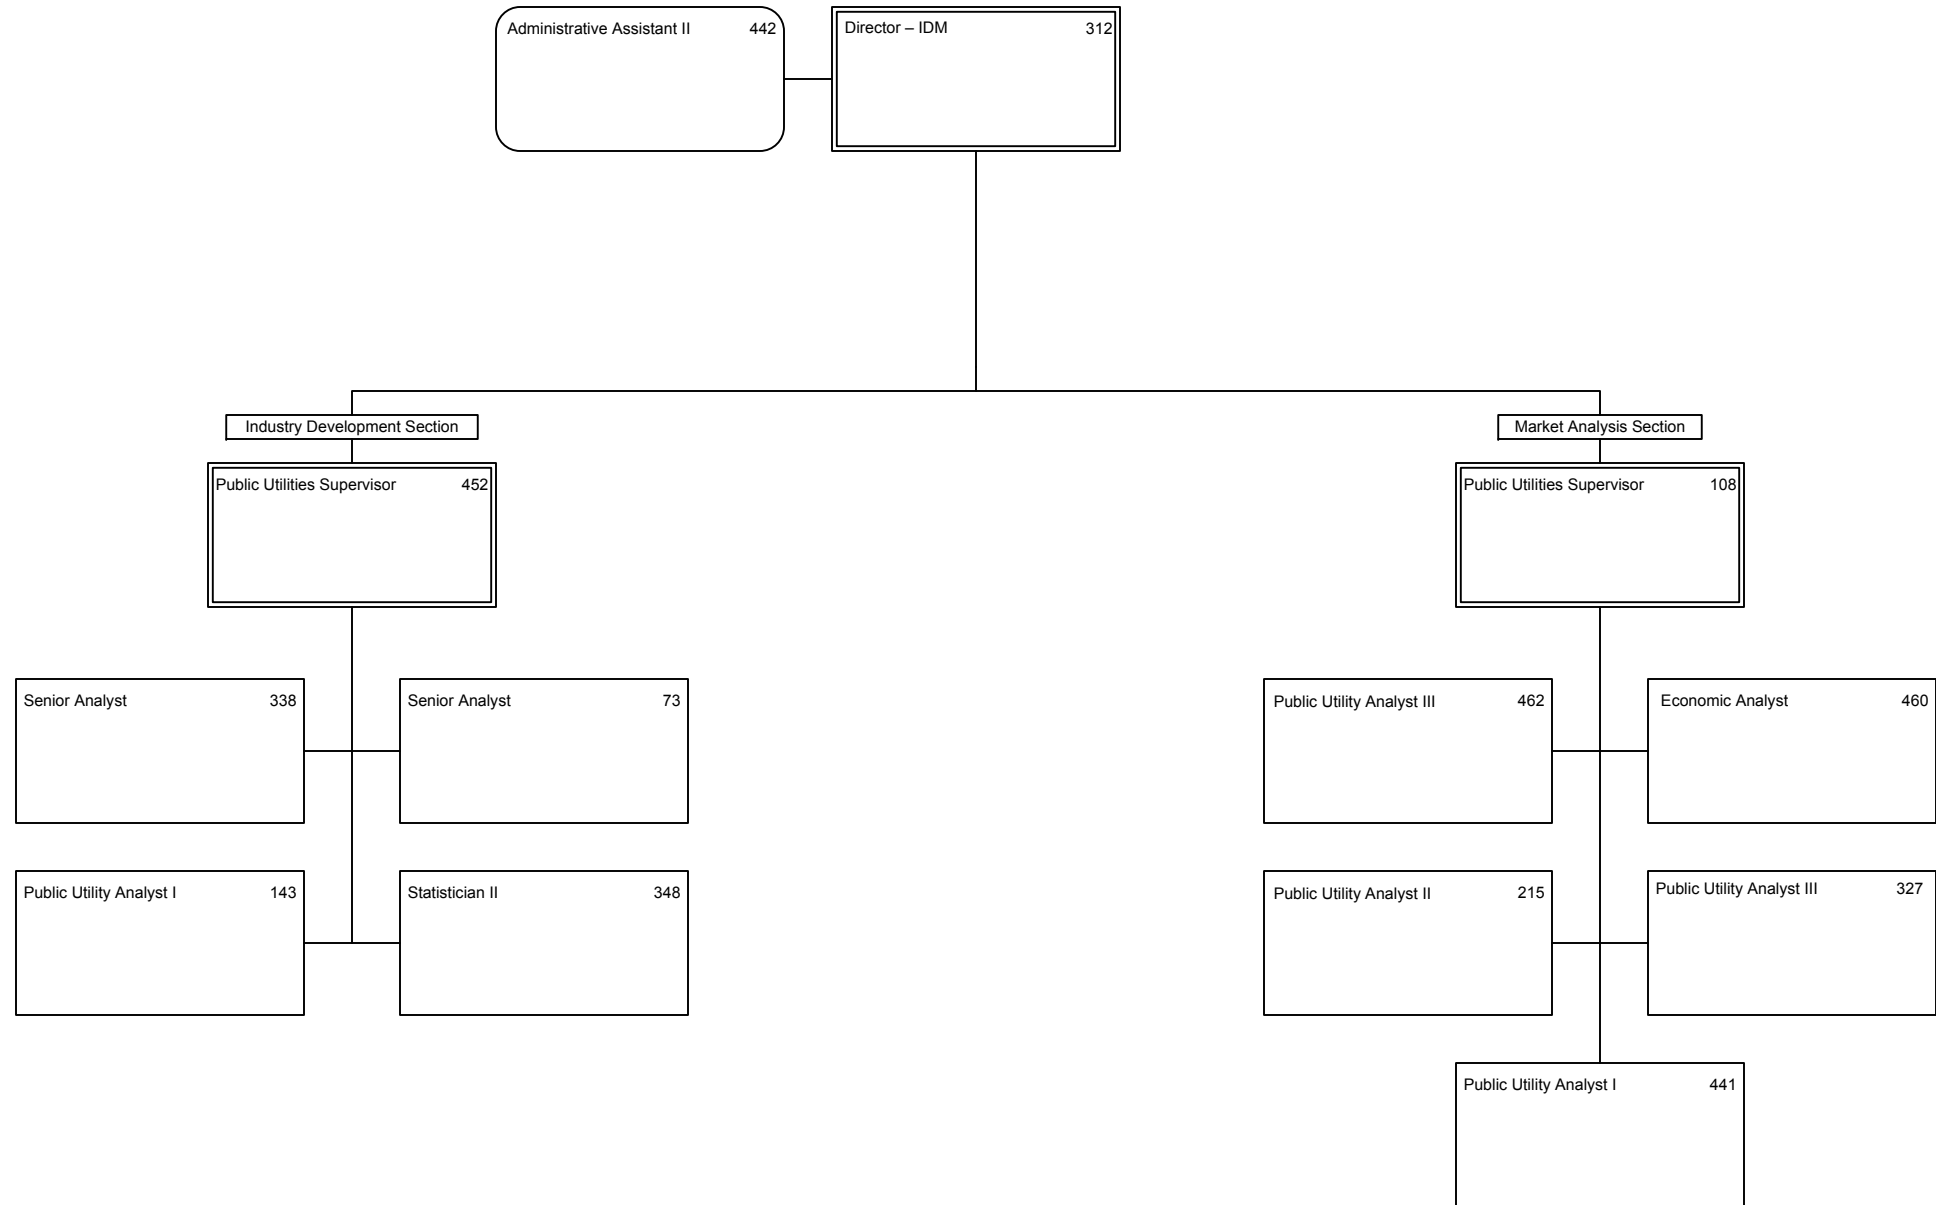 Administrative Assistant II 442
Director – IDM 312
Industry Development Section
Market Analysis Section
Public Utilities Supervisor 452
Public Utilities Supervisor 108
Senior Analyst 338
Senior Analyst 73
Public Utility Analyst III 462
Economic Analyst 460
Public Utility Analyst I 143
Statistician II 348
Public Utility Analyst II 215
Public Utility Analyst III 327
Public Utility Analyst I 441